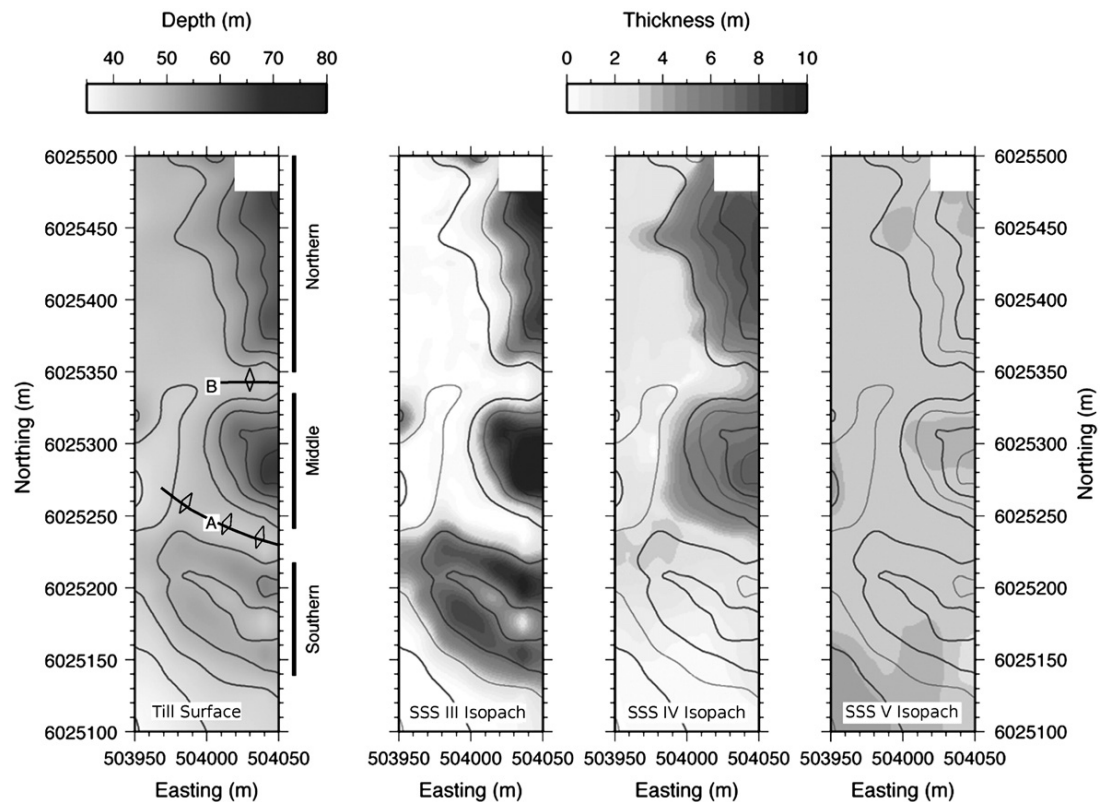 Depth (m)
40 50 60 70 80
Thickness (m)
0 2 4 6 8 10
Northing (m)
6025500
6025450
6025400
6025350
6025300
6025250
6025200
6025150
6025100
B
A
Till Surface
Northern
Middle
Southern
SSS III Isopach
SSS IV Isopach
SSS V Isopach
6025500
6025450
6025400
6025350
6025300
6025250
6025200
6025150
6025100
Northing (m)
503950 504000 504050
503950 504000 504050
503950 504000 504050
503950 504000 504050
Easting (m)
Easting (m)
Easting (m)
Easting (m)